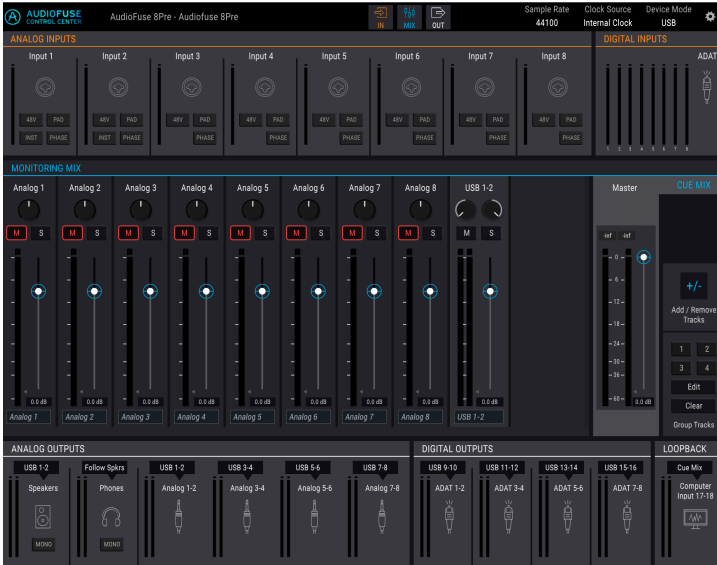 AUDIOFUSE
CONTROL CENTER
AudioFuse 8Pre - Audiofuse 8Pre
IN MIX OUT
Sample Rate Clock Source Device Mode
44100 Internal Clock USB
ANALOG INPUTS DIGITAL INPUTS
Input 1 Input 2 Input 3 Input 4 Input 5 Input 6 Input 7 Input 8 ADAT
48V PAD 48V PAD 48V PAD 48V PAD 48V PAD 48V PAD 48V PAD 48V PAD
INST PHASE INST PHASE PHASE PHASE PHASE PHASE PHASE PHASE
1 2 3 4 5 6 7 8
MONITORING MIX CUE MIX
Analog 1 Analog 2 Analog 3 Analog 4 Analog 5 Analog 6 Analog 7 Analog 8 USB 1-2 Master
M S M S M S M S M S M S M S M S M S
-inf -inf
- 0 -
- 6 -
- 12 -
- 18 -
- 24 -
- 30 -
- 36 -
- 60 -
+/-
Add / Remove
Tracks
1 2
3 4
Edit
Clear
Group Tracks
0.0 dB 0.0 dB 0.0 dB 0.0 dB 0.0 dB 0.0 dB 0.0 dB 0.0 dB 0.0 dB 0.0 dB
Analog 1 Analog 2 Analog 3 Analog 4 Analog 5 Analog 6 Analog 7 Analog 8 USB 1-2
ANALOG OUTPUTS DIGITAL OUTPUTS LOOPBACK
USB 1-2 Follow Spkrs USB 1-2 USB 3-4 USB 5-6 USB 7-8 USB 9-10 USB 11-12 USB 13-14 USB 15-16 Cue Mix
Speakers Phones Analog 1-2 Analog 3-4 Analog 5-6 Analog 7-8 ADAT 1-2 ADAT 3-4 ADAT 5-6 ADAT 7-8 Computer
Input 17-18
MONO MONO